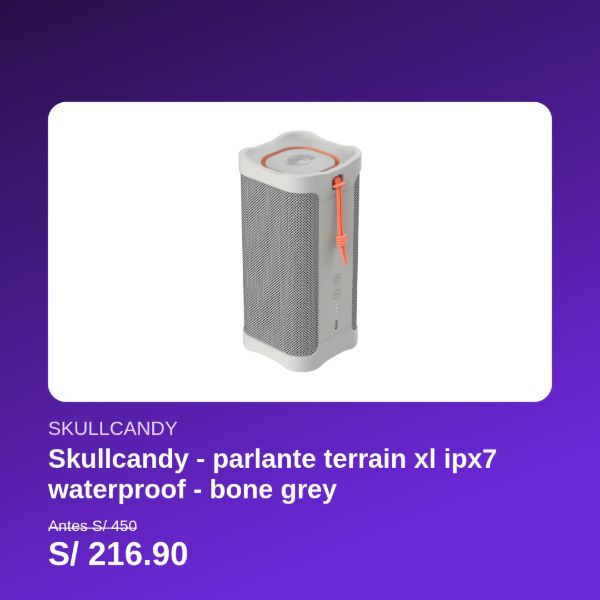 SKULLCANDY
Skullcandy - parlante terrain xl ipx7
waterproof - bone grey
Antes S/ 450
S/ 216.90